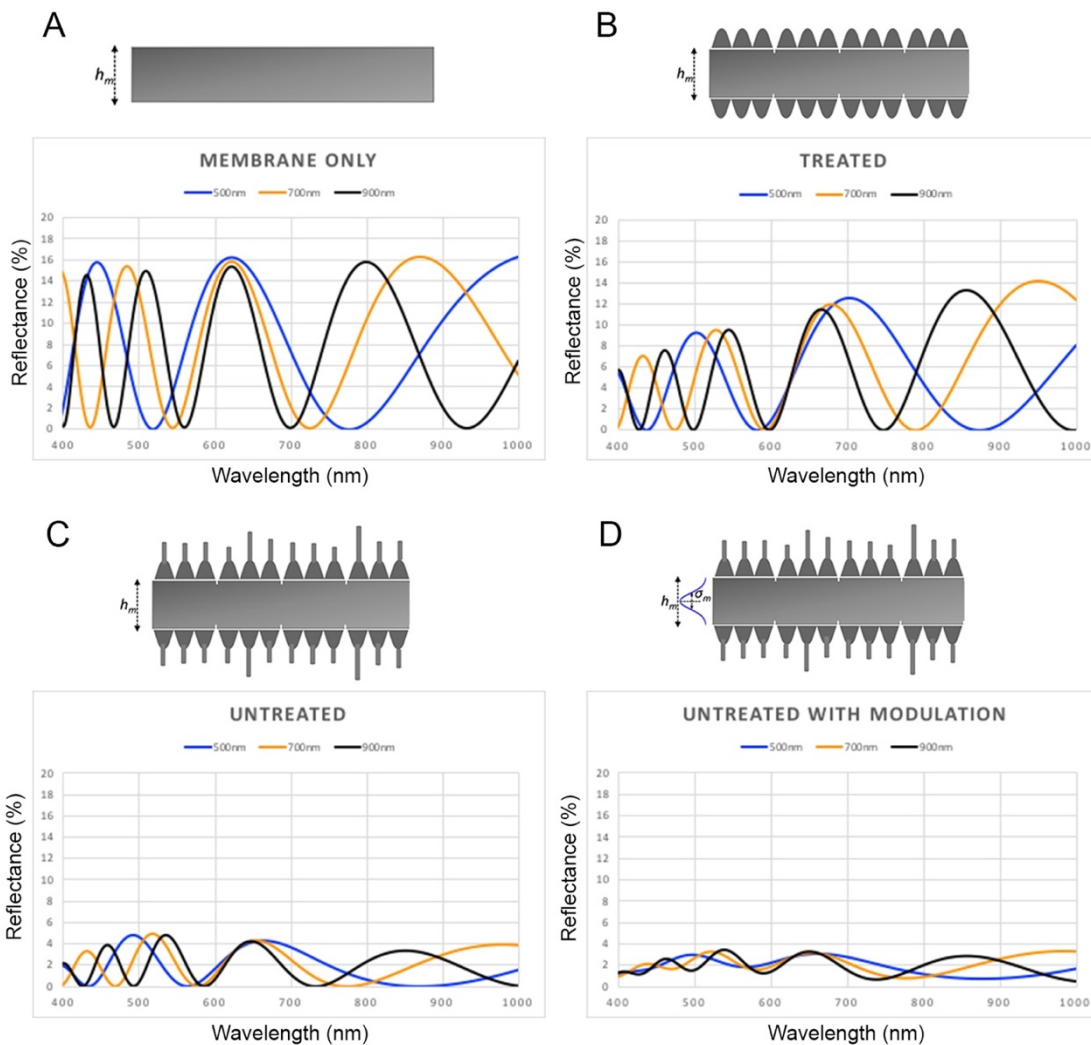 A
hm
MEMBRANE ONLY
500nm 700nm 900nm
Reflectance (%)
20
18
16
14
12
10
8
6
4
2
0
400 500 600 700 800 900 1000
Wavelength (nm)
B
hm
TREATED
500nm 700nm 900nm
Reflectance (%)
20
18
16
14
12
10
8
6
4
2
0
400 500 600 700 800 900 1000
Wavelength (nm)
C
hm
UNTREATED
500nm 700nm 900nm
Reflectance (%)
20
18
16
14
12
10
8
6
4
2
0
400 500 600 700 800 900 1000
Wavelength (nm)
D
hm σm
UNTREATED WITH MODULATION
500nm 700nm 900nm
Reflectance (%)
20
18
16
14
12
10
8
6
4
2
0
400 500 600 700 800 900 1000
Wavelength (nm)